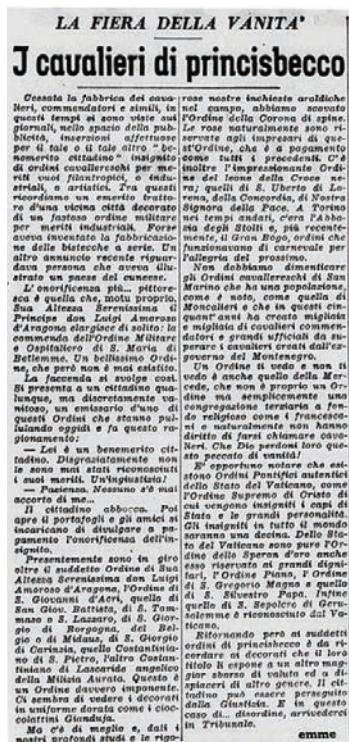 LA FIERA DELLA VANITA'
I cavalieri di princisbecco
Cessata la fabbrica dei cava-
lieri, commendatori e simili, in
questi tempi si sono viste sui
giornali, nello spazio della pub-
blicità, inserzioni affettuose
per il tale o il tale altro "be-
nemerito cittadino" insignito
di ordini cavallereschi per me-
riti vuoi filantropici, o indu-
striali, o artistici. Tra questi
ricordiamo un emerito tratto-
re d'una vicina città decorato
di un fastoso ordine militare
per meriti industriali. Forse
aveva inventato la fabbricazio-
ne delle bistecche a serie. Un
altro annuncio recente riguar-
dava persona che aveva illu-
strato un paese del cuneese.
L'onorificenza più... pitto-
resca è quella che, motu proprio,
Sua Altezza Serenissima il
Principe don Luigi Amoroso
d'Aragona elargisce di solito: la
commenda dell'Ordine Militare
e Ospitaliero di S. Maria di
Betlemme. Un bellissimo Ordi-
ne, che però non è mai esistito.
La faccenda si svolge così.
Si presenta a un cittadino qua-
lunque, ma discretamente va-
nitoso, un emissario d'uno di
questi Ordini che stanno pul-
lulando oggidì e fa questo ra-
gionamento:
— Lei è un benemerito cit-
tadino. Disgraziatamente non
le sono mai stati riconosciuti
i suoi meriti. Un'ingiustizia!
— Pazienza. Nessuno s'è mai
accorto di me...
Il cittadino abbocca. Poi
apre il portafogli e gli amici si
incaricano di divulgare a pa-
gamento l'onorificenza dell'in-
signito.
Presentemente sono in giro
oltre il suddetto Ordine di Sua
Altezza Serenissima don Luigi
Amoroso d'Aragona, l'Ordine di
S. Giovanni d'Acri, quello di
San Giov. Battista, di S. Tom-
maso o S. Lazzaro, di S. Gior-
gio di Borgogna, del Bel-
gio o di Midaus, di S. Giorgio
di Carinzia, quello Costantinia-
no di S. Pietro, l'altro Costan-
tiniano di Lascaride angelico
della Milizia Aurata. Questo è
un Ordine davvero imponente.
Ci sembra di vedere i decorati
in uniforme dorata come i cioc-
colattini Gianduja.
Ma c'è di meglio e, dati i
nostri profondi studi e le rigo-
rose nostre inchieste araldiche
nel campo, abbiamo scovato
l'Ordine della Corona di spine.
Le rose naturalmente sono ri-
servate agli impresari di que-
st'Ordine, che è a pagamento
come tutti i precedenti. C'è
inoltre l'impressionante Ordi-
ne del leone della Croce ne-
ra; quelli di S. Uberto di Lo-
rena, della Concordia, di Nostra
Signora della Pace. A Torino
nei tempi andati, c'era l'Abba-
zia degli Stolti e, più recente-
mente, il Gran Bogo, ordini che
funzionavano di carnevale per
l'allegria del prossimo.
Non dobbiamo dimenticare
gli Ordini cavallereschi di San
Marino che ha una popolazione,
come è noto, come quella di
Moncalieri e che in questi cin-
quant'anni ha creato migliaia
e migliaia di cavalieri commen-
datori e grandi ufficiali da su-
perare i cavalieri creati dall'ex-
governo del Montenegro.
Un Ordine ti vedo e non ti
vedo è anche quello della Mer-
cede, che non è proprio un Or-
dine ma semplicemente una
congregazione terziaria a fon-
do religioso come i francesca-
ni e naturalmente non hanno
diritto di farsi chiamare cava-
lieri. Che Dio perdoni loro que-
sto peccato di vanità!
E' opportuno notare che esi-
stono Ordini Pontifici autentici
dello Stato del Vaticano, come
l'Ordine Supremo di Cristo di
cui vengono insigniti i capi di
Stato e le grandi personalità.
Gli insigniti in tutto il mondo
saranno una decina. Dello Sta-
to del Vaticano sono pure l'Or-
dine dello Speron d'oro anche
esso riservato ai grandi digni-
tari, l'Ordine Piano, l'Ordine
di S. Gregorio Magno e quello
di S. Silvestro Papa. Infine
quello di S. Sepolcro di Geru-
salemme è riconosciuto dal Va-
ticano.
Ritornando però ai suddetti
ordini di princisbecco è da ri-
cordare ai decorati che il loro
titolo li espone a un altro mag-
gior sborso di valuta ed a di-
spiaceri di altro genere. Il cit-
tadino può essere perseguito
dalla Giustizia. E in questo
caso di... disordine, arrivederci
in Tribunale.
emme